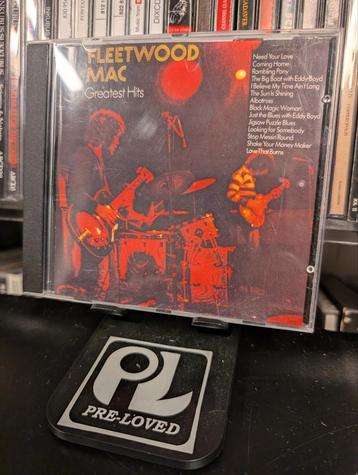 FLEETWOOD
MAC
Greatest Hits
Need Your Love
Coming Home
Rambling Pony
The Big Boat with Eddy Boyd
I Believe My Time Ain't Long
The Sun Is Shining
Albatross
Black Magic Woman
Just the Blues with Eddy Boyd
Jigsaw Puzzle Blues
Looking for Somebody
Stop Messin' Round
Shake Your Money Maker
Love That Burns
PL
PRE-LOVED